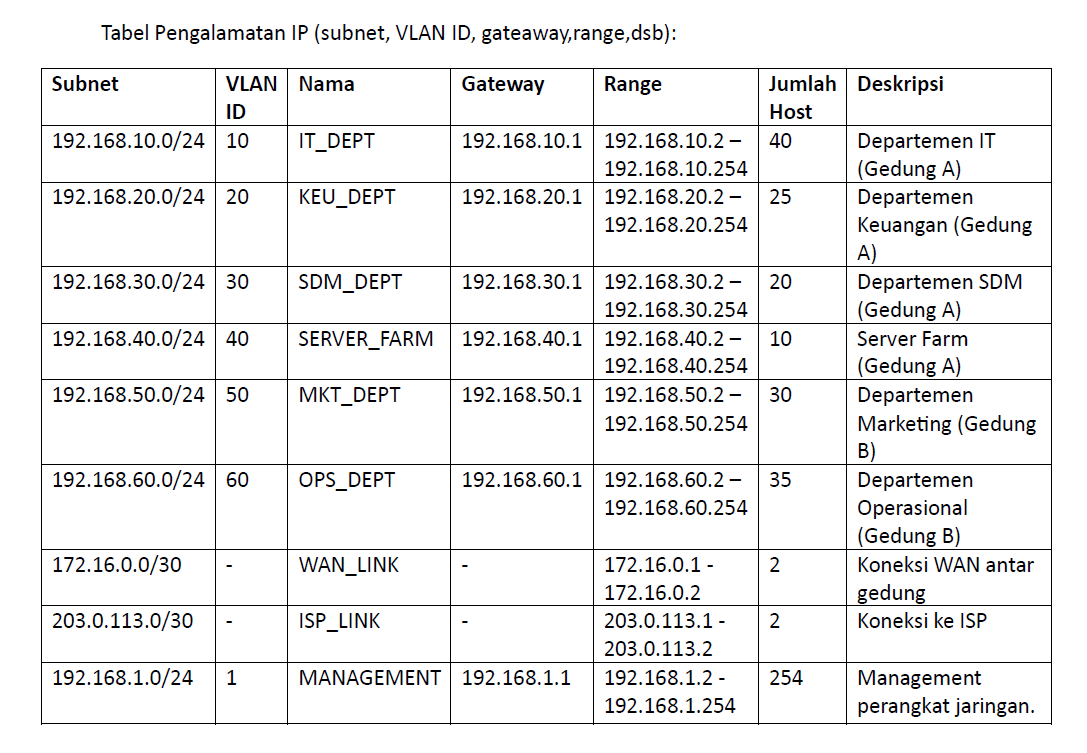 Tabel Pengalamatan IP (subnet, VLAN ID, gateaway,range,dsb):
Subnet VLAN ID Nama Gateway Range Jumlah Host Deskripsi
192.168.10.0/24 10 IT_DEPT 192.168.10.1 192.168.10.2 – 192.168.10.254 40 Departemen IT (Gedung A)
192.168.20.0/24 20 KEU_DEPT 192.168.20.1 192.168.20.2 – 192.168.20.254 25 Departemen Keuangan (Gedung A)
192.168.30.0/24 30 SDM_DEPT 192.168.30.1 192.168.30.2 – 192.168.30.254 20 Departemen SDM (Gedung A)
192.168.40.0/24 40 SERVER_FARM 192.168.40.1 192.168.40.2 – 192.168.40.254 10 Server Farm (Gedung A)
192.168.50.0/24 50 MKT_DEPT 192.168.50.1 192.168.50.2 – 192.168.50.254 30 Departemen Marketing (Gedung B)
192.168.60.0/24 60 OPS_DEPT 192.168.60.1 192.168.60.2 – 192.168.60.254 35 Departemen Operasional (Gedung B)
172.16.0.0/30 - WAN_LINK - 172.16.0.1 - 172.16.0.2 2 Koneksi WAN antar gedung
203.0.113.0/30 - ISP_LINK - 203.0.113.1 - 203.0.113.2 2 Koneksi ke ISP
192.168.1.0/24 1 MANAGEMENT 192.168.1.1 192.168.1.2 - 192.168.1.254 254 Management perangkat jaringan.